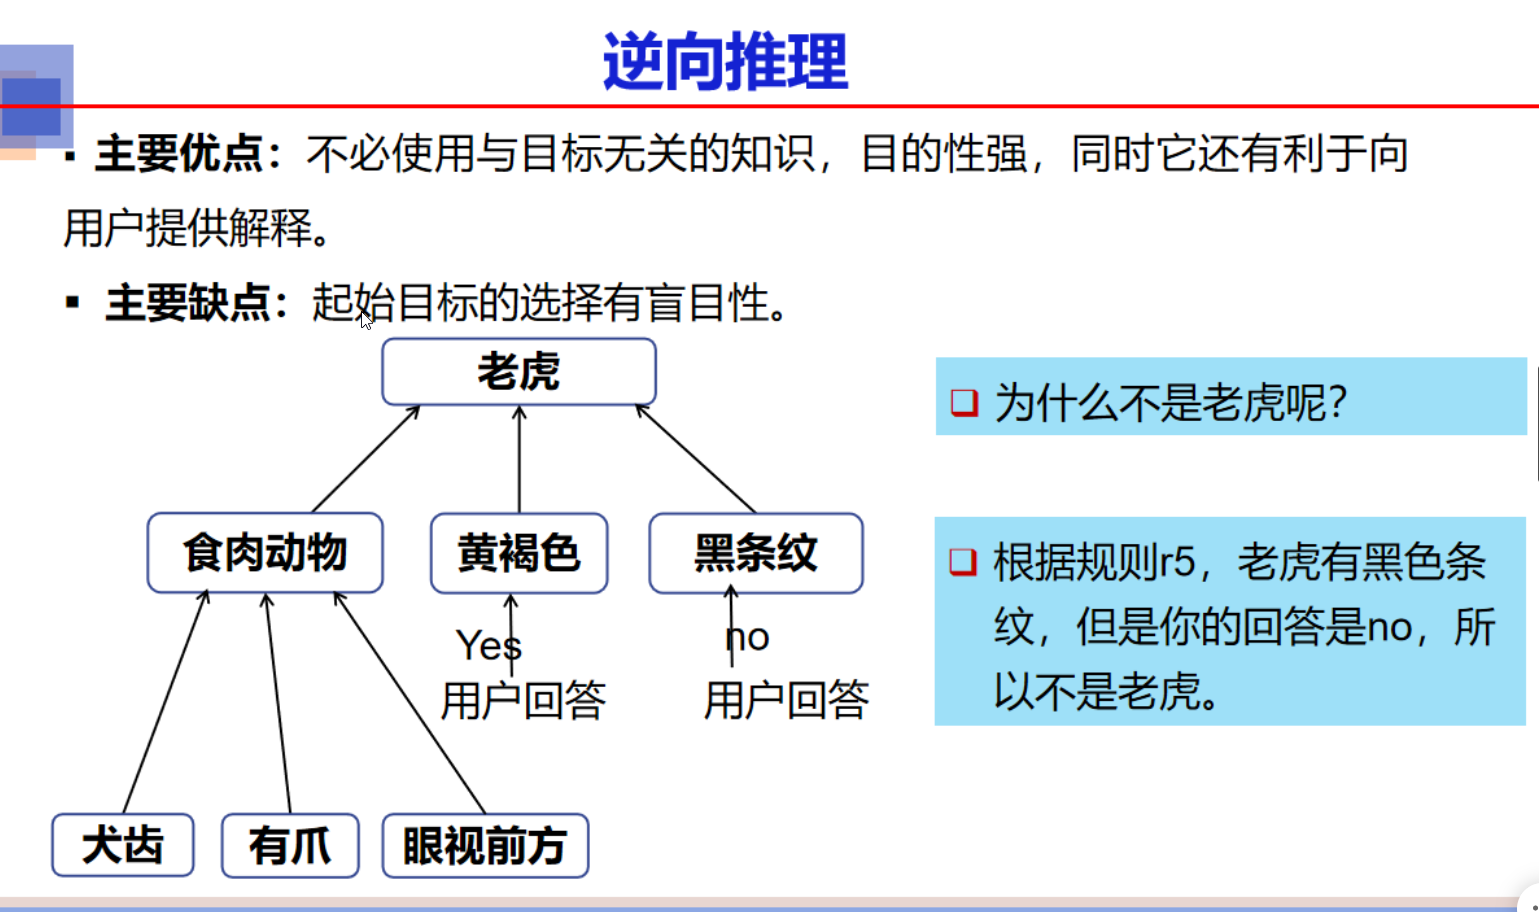 逆向推理
▪ 主要优点：不必使用与目标无关的知识，目的性强，同时它还有利于向
用户提供解释。
▪ 主要缺点：起始目标的选择有盲目性。
老虎
为什么不是老虎呢？
食肉动物
黄褐色
黑条纹
根据规则r5，老虎有黑色条
纹，但是你的回答是no，所
以不是老虎。
Yes
no
用户回答
用户回答
犬齿
有爪
眼视前方